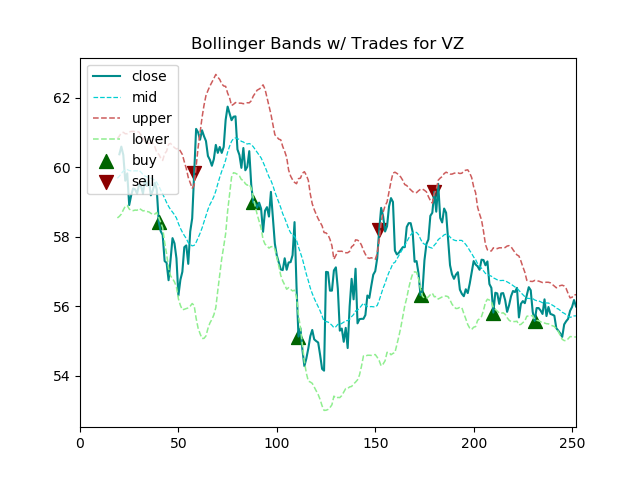 Bollinger Bands w/ Trades for VZ
close
mid
upper
lower
buy
sell
62
60
58
56
54
0 50 100 150 200 250